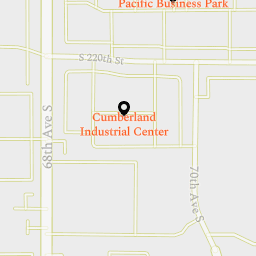 Pacific Business Park
S 220th St
Cumberland
Industrial Center
68th Ave S
70th Ave S